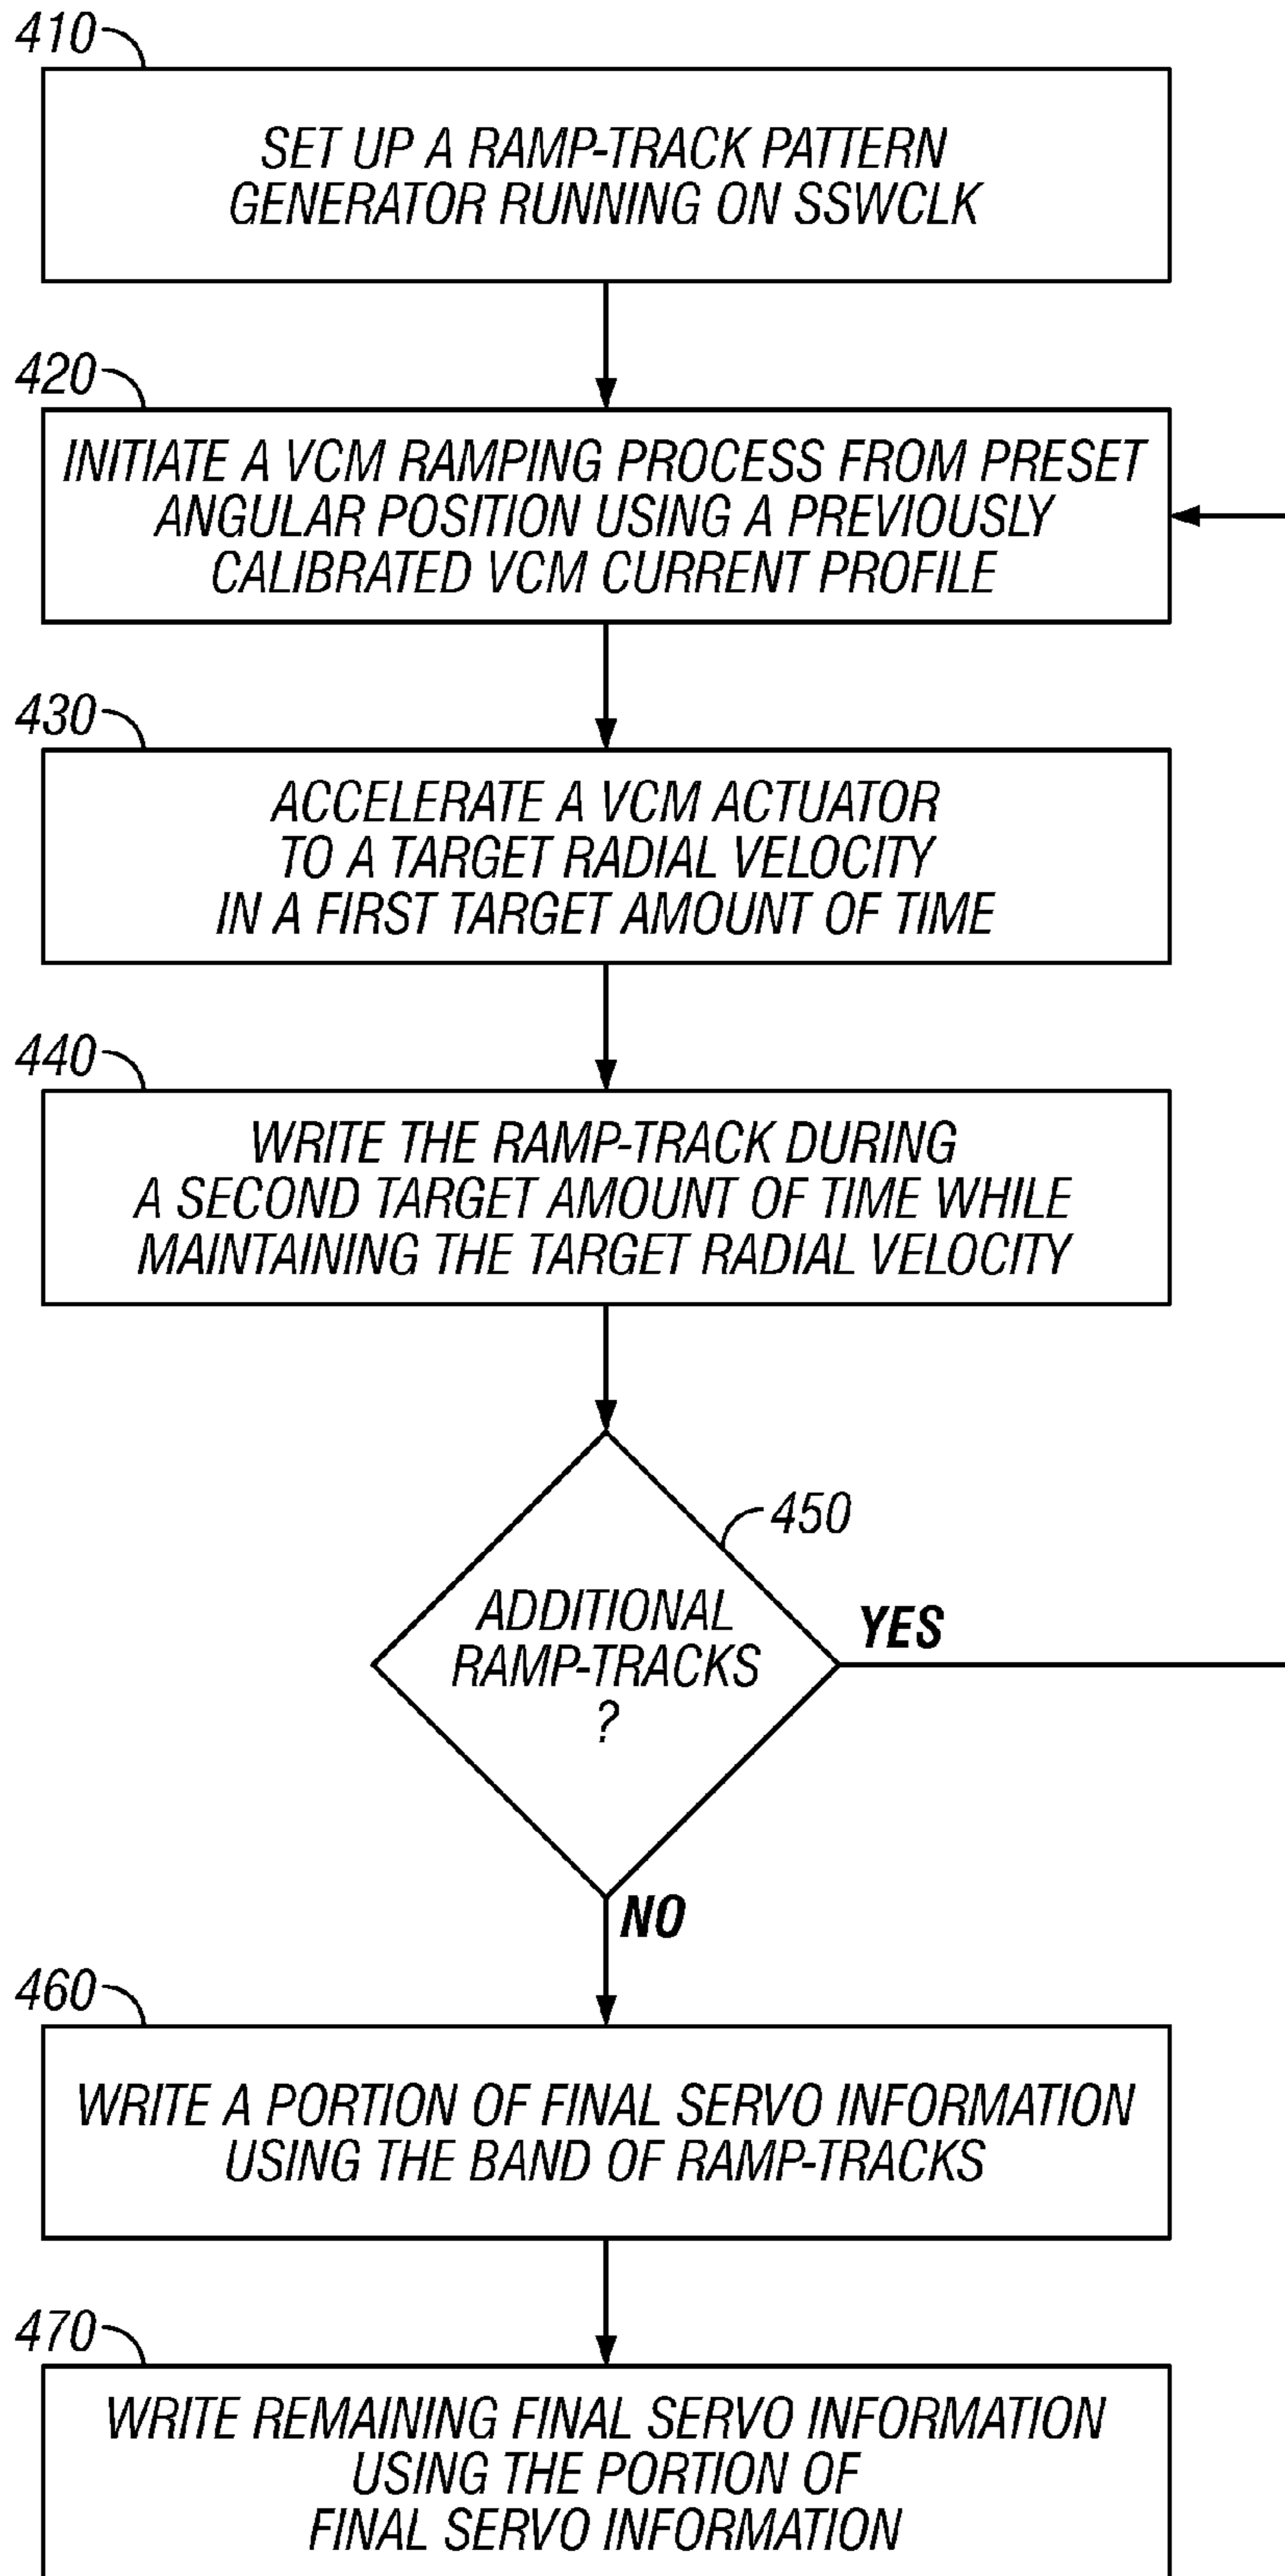 410
SET UP A RAMP-TRACK PATTERN
GENERATOR RUNNING ON SSWCLK
420
INITIATE A VCM RAMPING PROCESS FROM PRESET
ANGULAR POSITION USING A PREVIOUSLY
CALIBRATED VCM CURRENT PROFILE
430
ACCELERATE A VCM ACTUATOR
TO A TARGET RADIAL VELOCITY
IN A FIRST TARGET AMOUNT OF TIME
440
WRITE THE RAMP-TRACK DURING
A SECOND TARGET AMOUNT OF TIME WHILE
MAINTAINING THE TARGET RADIAL VELOCITY
450
ADDITIONAL
RAMP-TRACKS
?
YES
NO
460
WRITE A PORTION OF FINAL SERVO INFORMATION
USING THE BAND OF RAMP-TRACKS
470
WRITE REMAINING FINAL SERVO INFORMATION
USING THE PORTION OF
FINAL SERVO INFORMATION